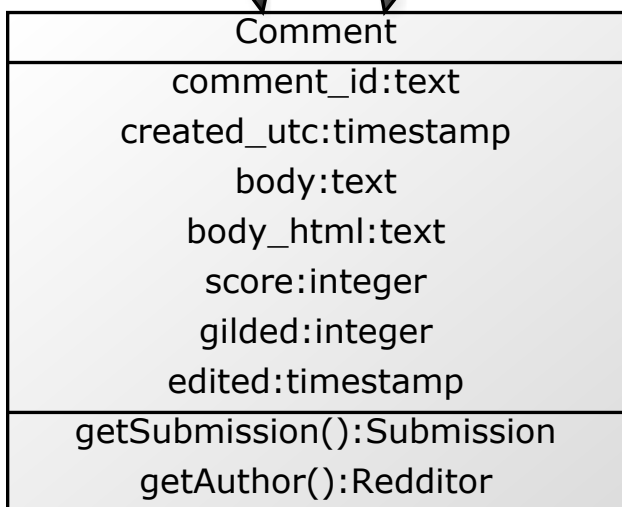 Comment
comment_id:text
created_utc:timestamp
body:text
body_html:text
score:integer
gilded:integer
edited:timestamp
getSubmission():Submission
getAuthor():Redditor